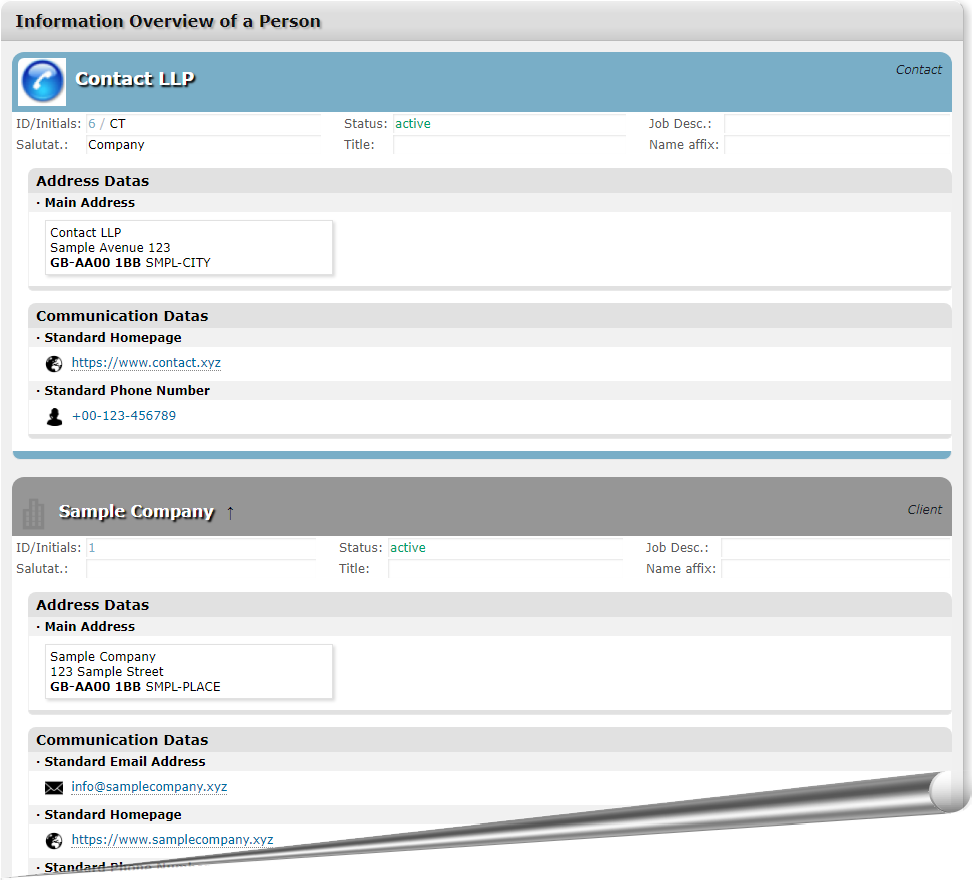 Information Overview of a Person
Contact LLP
Contact
ID/Initials: 6 / CT Status: active Job Desc.:
Salutat.: Company Title: Name affix:
Address Datas
· Main Address
Contact LLP
Sample Avenue 123
GB-AA00 1BB SMPL-CITY
Communication Datas
· Standard Homepage
https://www.contact.xyz
· Standard Phone Number
+00-123-456789
Sample Company ↑
Client
ID/Initials: 1 Status: active Job Desc.:
Salutat.: Title: Name affix:
Address Datas
· Main Address
Sample Company
123 Sample Street
GB-AA00 1BB SMPL-PLACE
Communication Datas
· Standard Email Address
info@samplecompany.xyz
· Standard Homepage
https://www.samplecompany.xyz
· Standard Phone Number